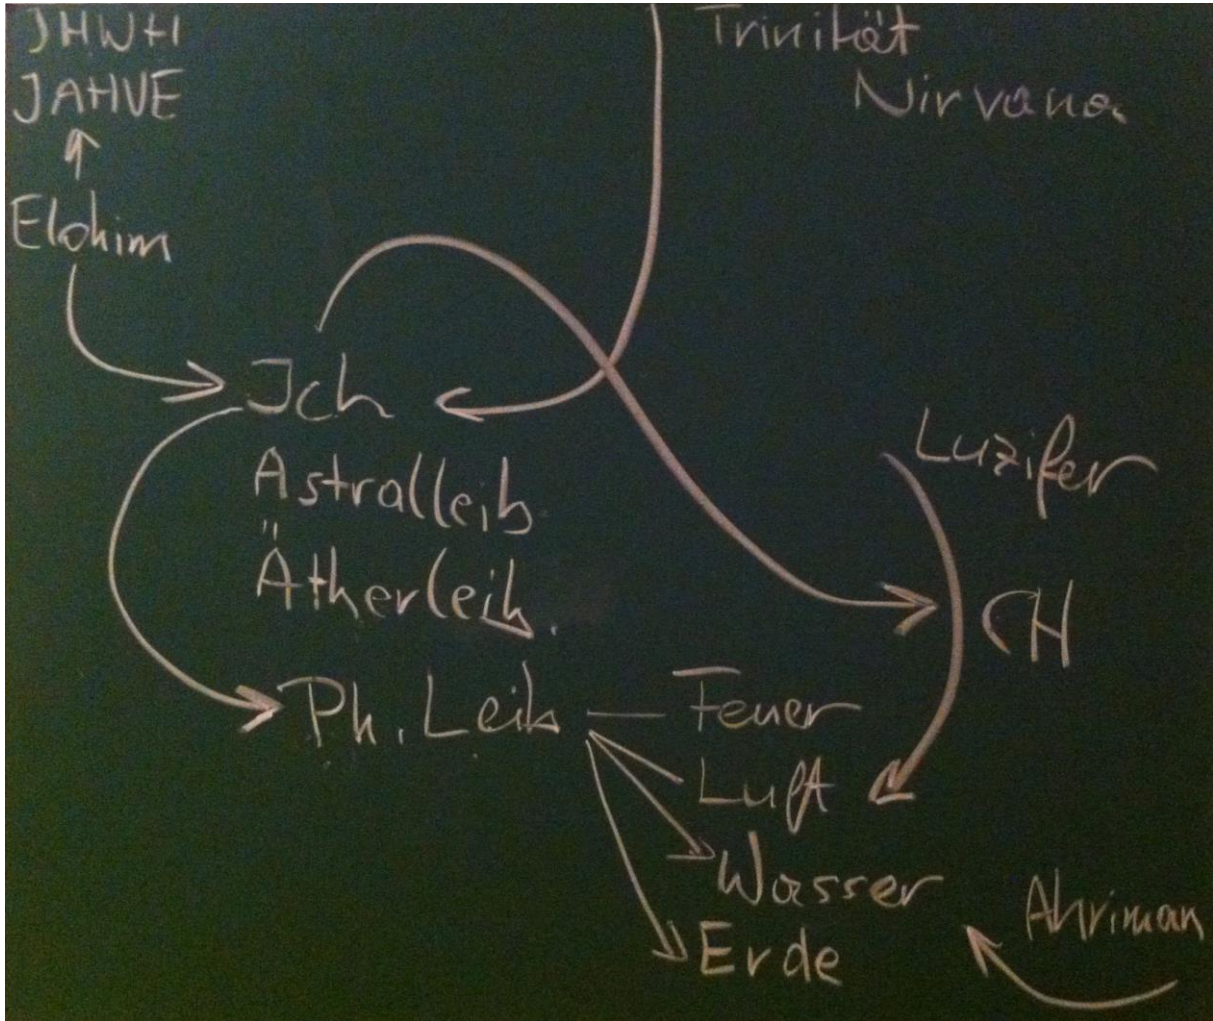 JHWH
JAHVE
Elohim
Trinität
Nirvana
Ich
Astralleib
Ätherleib.
Ph. Leib
Luzifer
CH
Feuer
Luft
Wasser
Erde
Ahriman